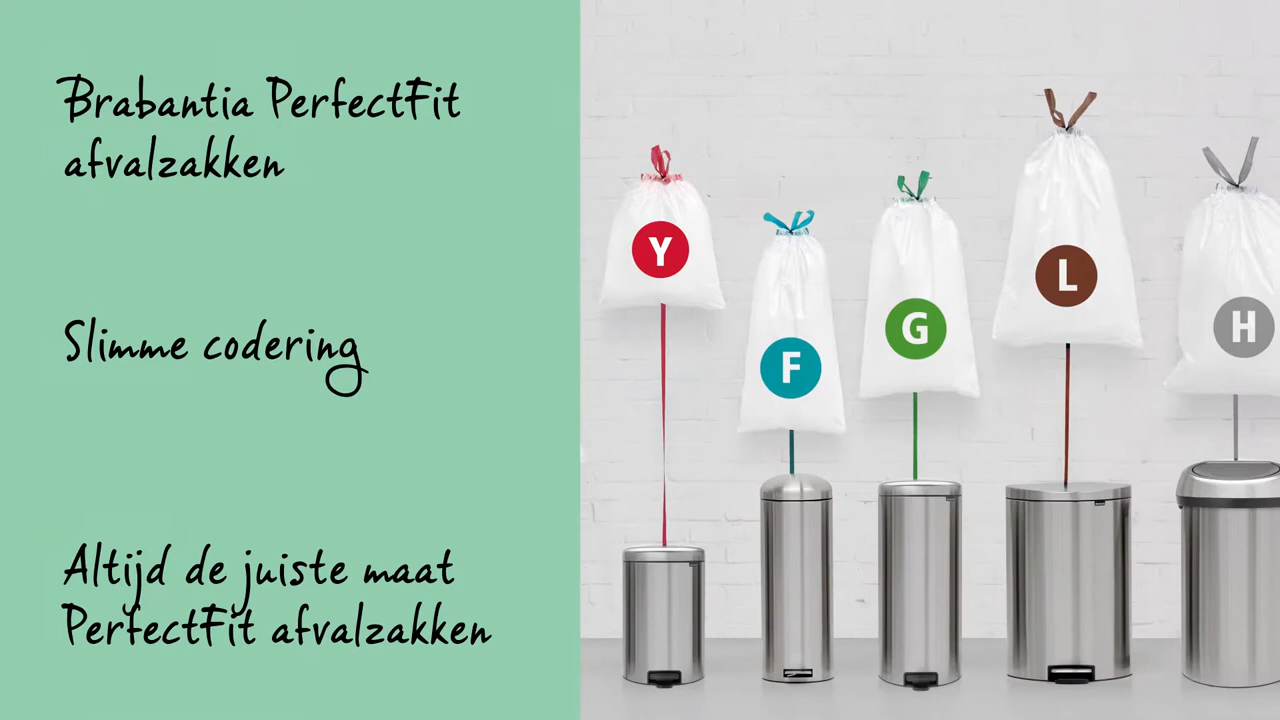 Brabantia PerfectFit
afvalzakken
Slimme codering
Altijd de juiste maat
PerfectFit afvalzakken
Y
F
G
L
H